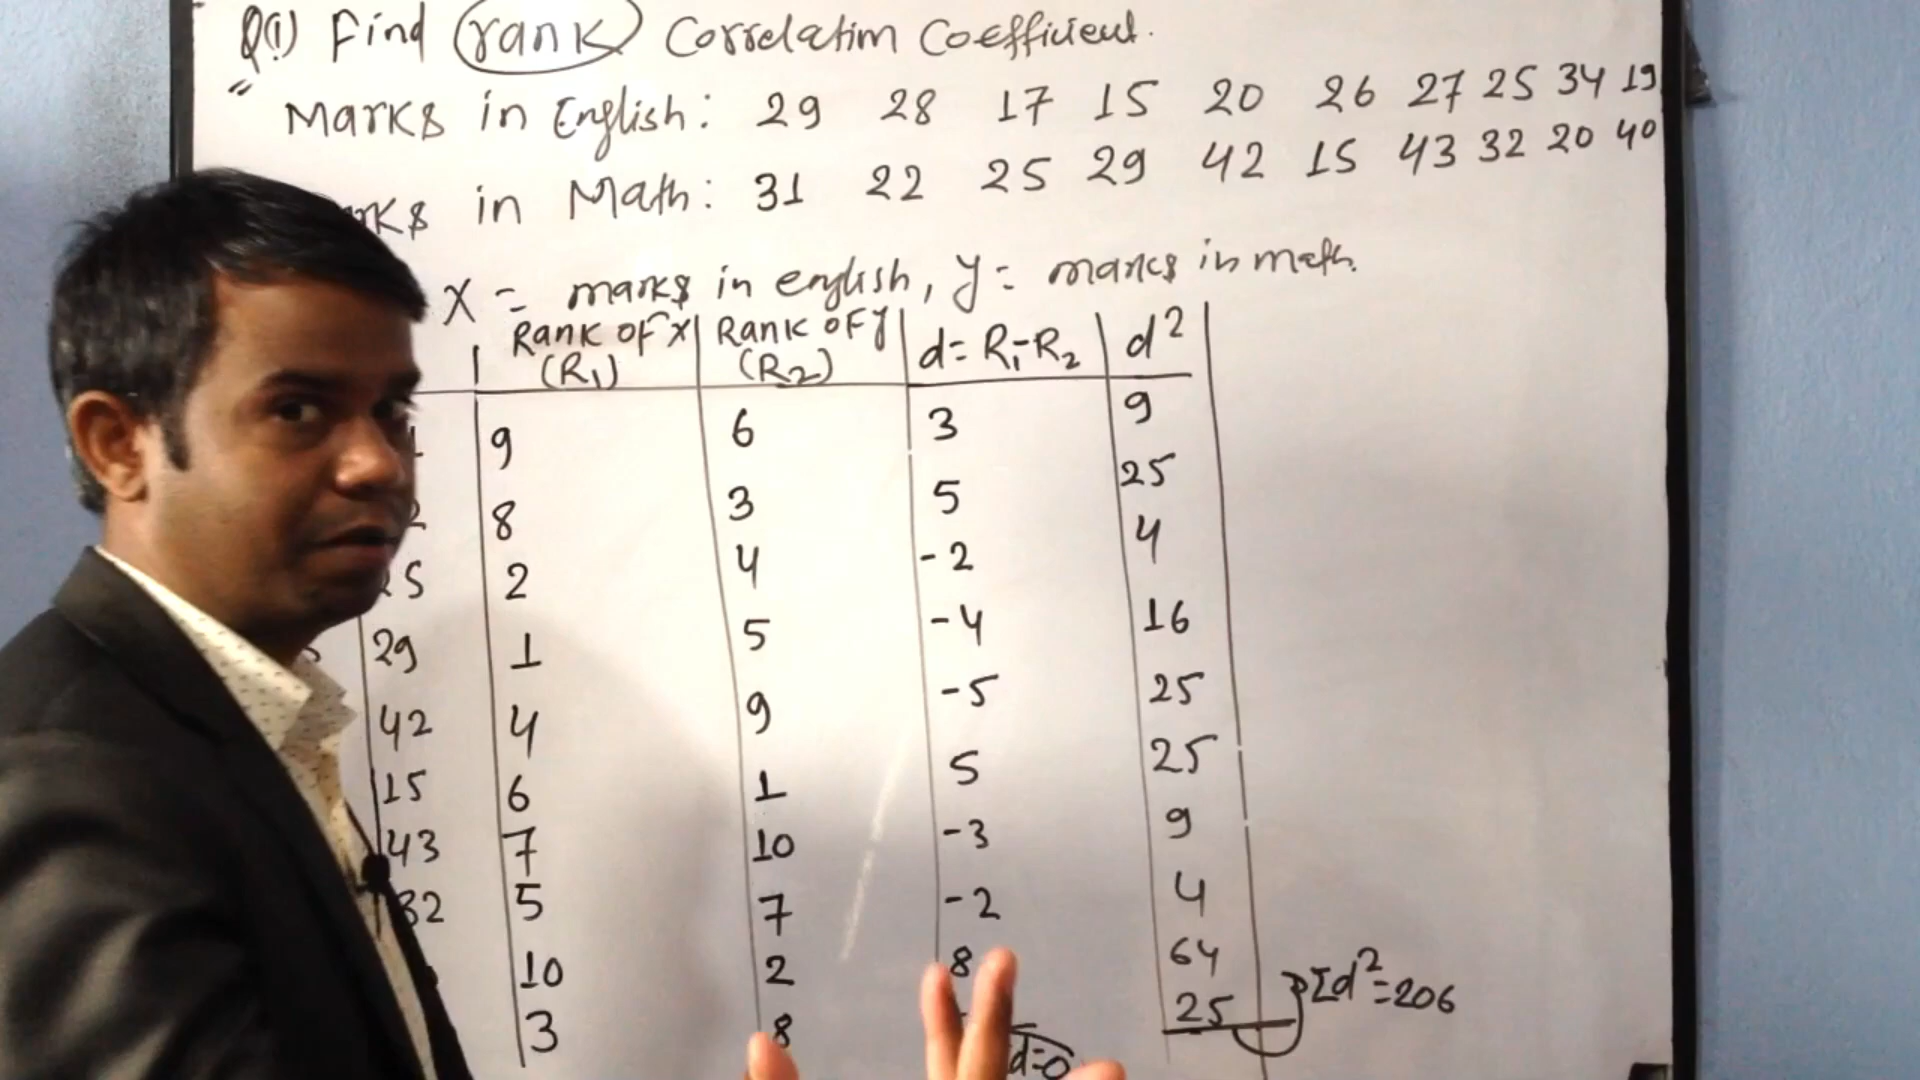 Q(1) Find rank Correlation Coefficient.
Marks in English: 29 28 17 15 20 26 27 25 34 19
in Math: 31 22 25 29 42 15 43 32 20 40
X = marks in english, y = marks in math.
Rank of x (R1) Rank of y (R2) d= R1-R2 d²
9 6 3 9
8 3 5 25
2 4 -2 4
29 1 5 -4 16
42 4 9 -5 25
15 6 1 5 25
43 7 10 -3 9
32 5 7 -2 4
10 2 8 64
3 8 25
Σd²=206
d=0